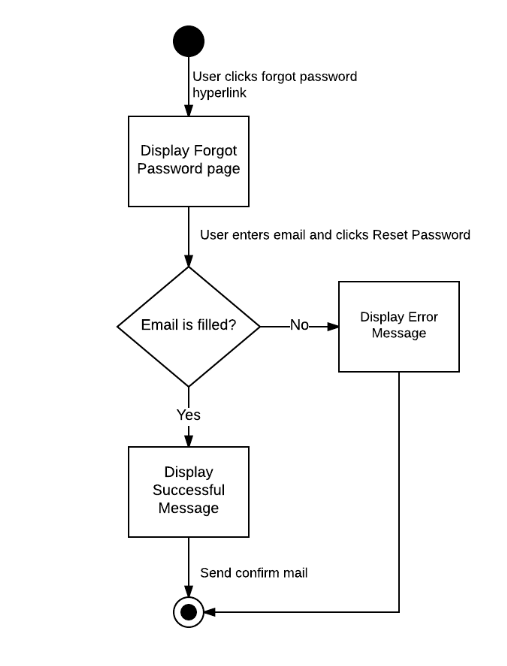 User clicks forgot password
hyperlink
Display Forgot
Password page
User enters email and clicks Reset Password
Email is filled?
No
Display Error
Message
Yes
Display
Successful
Message
Send confirm mail